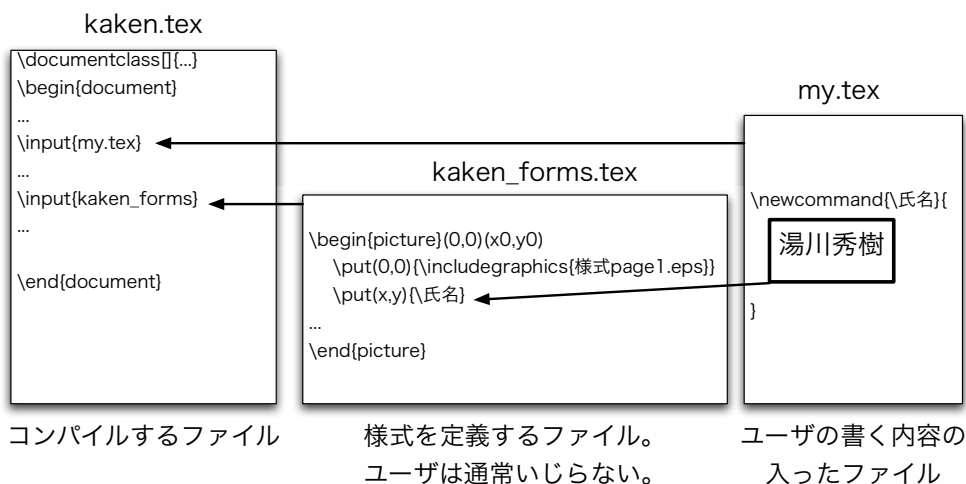 kaken.tex
\documentclass[]{...}
\begin{document}
...
\input{my.tex}
...
\input{kaken_forms}
...
\end{document}
コンパイルするファイル
kaken_forms.tex
\begin{picture}(0,0)(x0,y0)
\put(0,0){\includegraphics{様式page1.eps}}
\put(x,y){\氏名}
...
\end{picture}
様式を定義するファイル。
ユーザは通常いじらない。
my.tex
\newcommand{\氏名}{
湯川秀樹
}
ユーザの書く内容の
入ったファイル